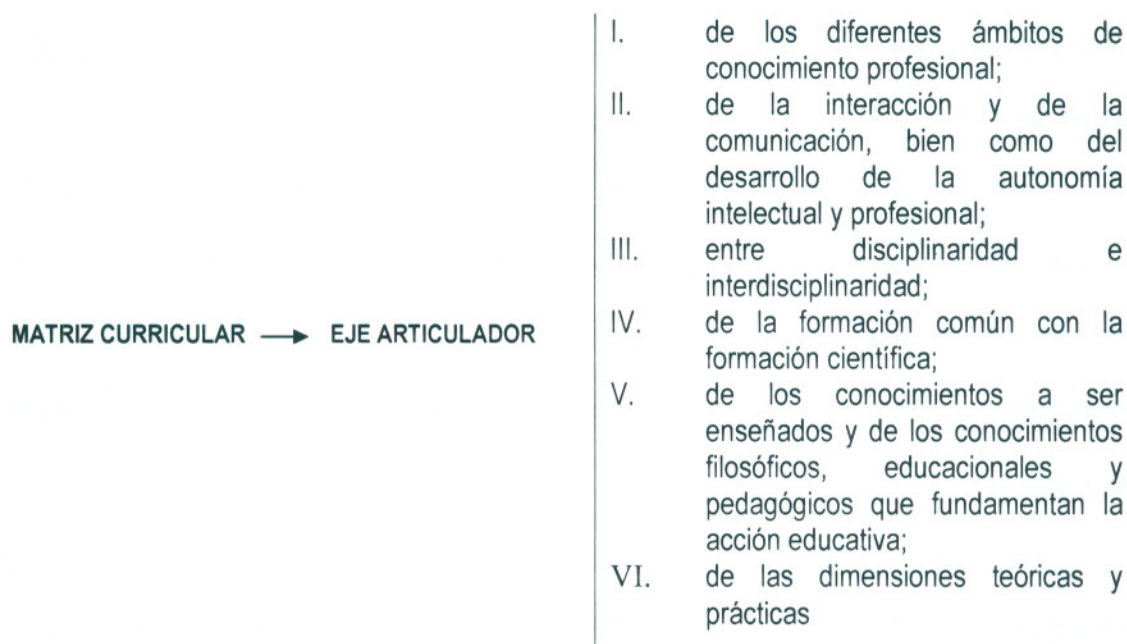 MATRIZ CURRICULAR → EJE ARTICULADOR
I. de los diferentes ámbitos de
conocimiento profesional;
II. de la interacción y de la
comunicación, bien como del
desarrollo de la autonomía
intelectual y profesional;
III. entre disciplinaridad e
interdisciplinaridad;
IV. de la formación común con la
formación científica;
V. de los conocimientos a ser
enseñados y de los conocimientos
filosóficos, educacionales y
pedagógicos que fundamentan la
acción educativa;
VI. de las dimensiones teóricas y
prácticas